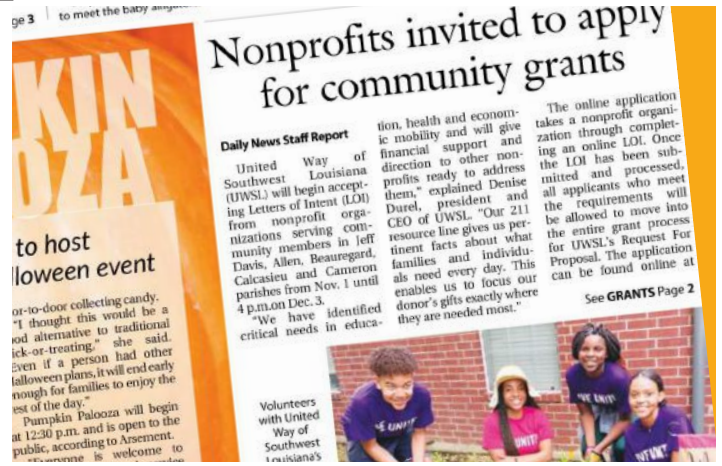 ge 3
to meet the baby
KIN
OZA
to host
lloween event
or-to-door collecting candy.
"I thought this would be a
od alternative to traditional
ick-or-treating," she said.
Even if a person had other
alloween plans, it will end early
nough for families to enjoy the
est of the day."
Pumpkin Palooza will begin
at 12:30 p.m. and is open to the
public, according to Arsement.
"Everyone is welcome to
Nonprofits invited to apply
for community grants
Daily News Staff Report
United Way of
Southwest Louisiana
(UWSL) will begin accept-
ing Letters of Intent (LOI)
from nonprofit orga-
nizations serving com-
munity members in Jeff
Davis, Allen, Beauregard,
Calcasieu and Cameron
parishes from Nov. 1 until
4 p.m.on Dec. 3.
"We have identified
critical needs in educa-
tion, health and econom-
ic mobility and will give
financial support and
direction to other non-
profits ready to address
them," explained Denise
Durel, president and
CEO of UWSL. "Our 211
resource line gives us per-
tinent facts about what
families and individu-
als need every day. This
enables us to focus our
donor's gifts exactly where
they are needed most."
The online application
takes a nonprofit organi-
zation through complet-
ing an online LOI. Once
the LOI has been sub-
mitted and processed,
all applicants who meet
the requirements will
be allowed to move into
the entire grant process
for UWSL's Request For
Proposal. The application
can be found online at
See GRANTS Page 2
Volunteers
with United
Way of
Southwest
Louisiana's
VE UNIT
UNIT
VE UNIT